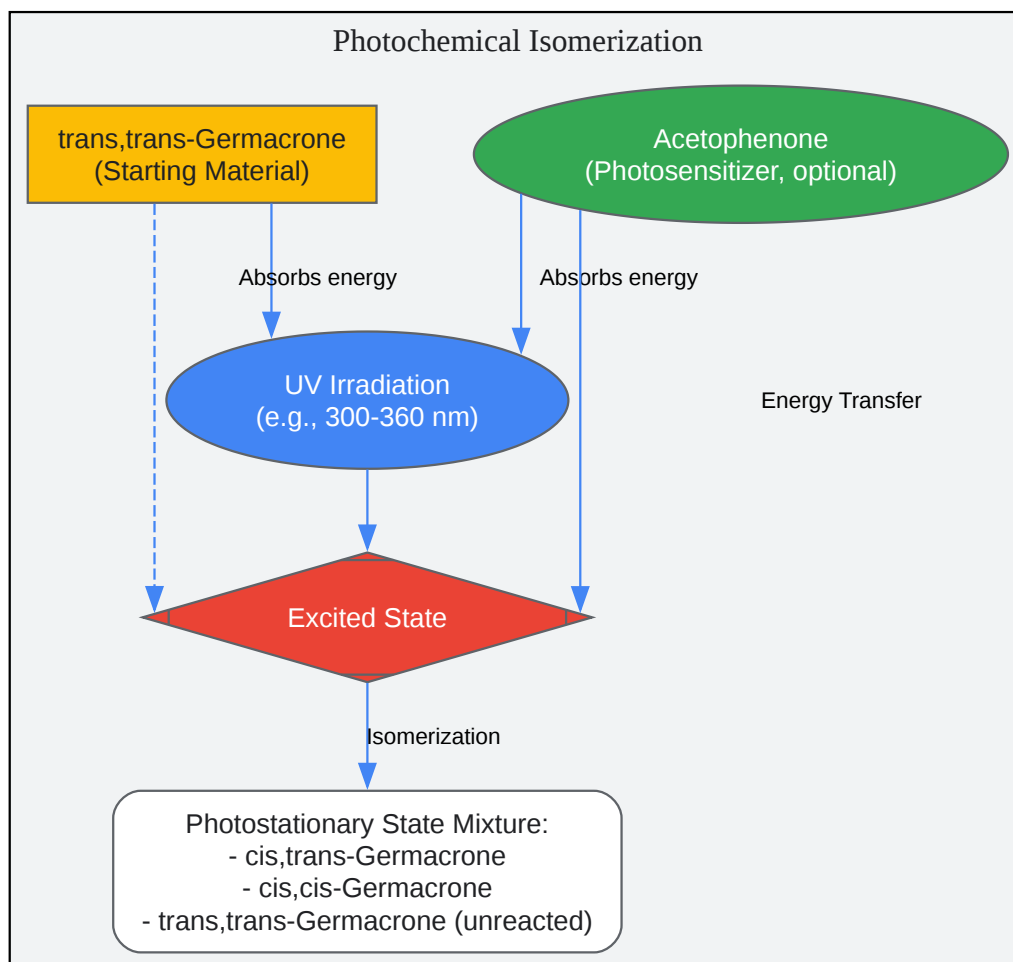 Photochemical Isomerization
trans,trans-Germacrone
(Starting Material)
Acetophenone
(Photosensitizer, optional)
Absorbs energy
Absorbs energy
UV Irradiation
(e.g., 300-360 nm)
Energy Transfer
Excited State
Isomerization
Photostationary State Mixture:
- cis,trans-Germacrone
- cis,cis-Germacrone
- trans,trans-Germacrone (unreacted)